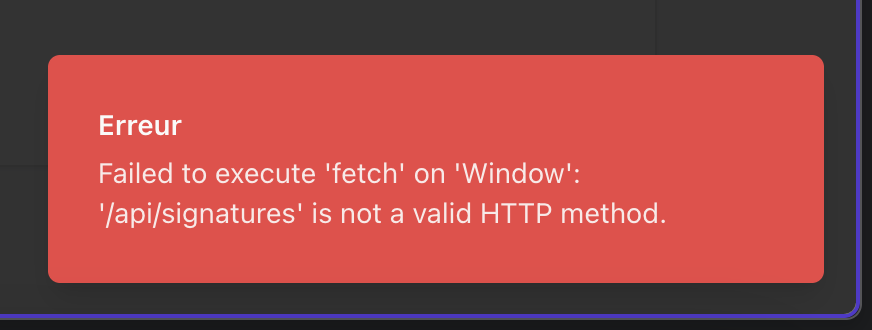 Erreur
Failed to execute 'fetch' on 'Window':
'/api/signatures' is not a valid HTTP method.